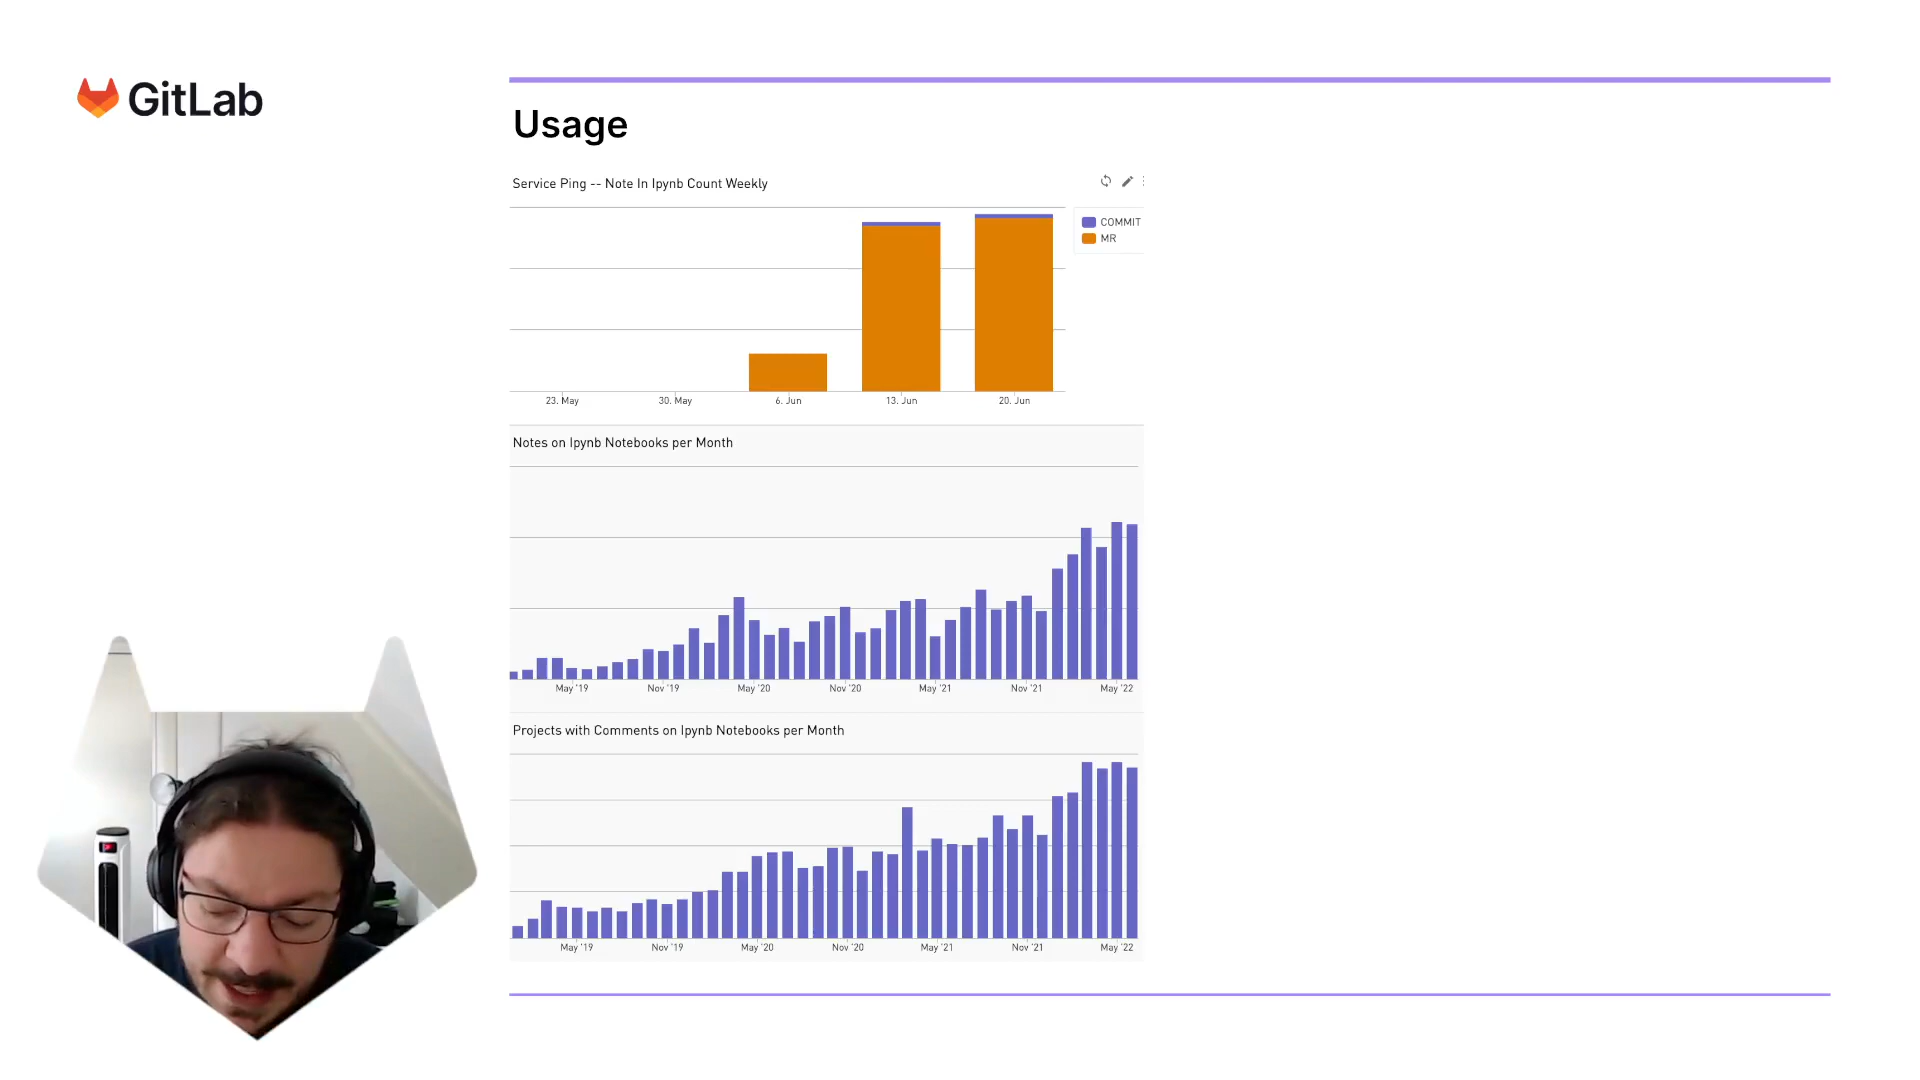 GitLab
Usage
Service Ping -- Note In Ipynb Count Weekly
COMMIT
MR
23. May 30. May 6. Jun 13. Jun 20. Jun
Notes on Ipynb Notebooks per Month
May '19 Nov '19 May '20 Nov '20 May '21 Nov '21 May '22
Projects with Comments on Ipynb Notebooks per Month
May '19 Nov '19 May '20 Nov '20 May '21 Nov '21 May '22